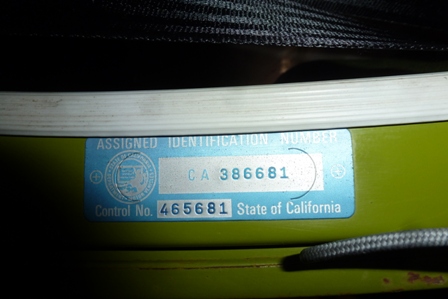 ASSIGNED IDENTIFICATION NUMBER
CA 386681
Control No. 465681 State of California